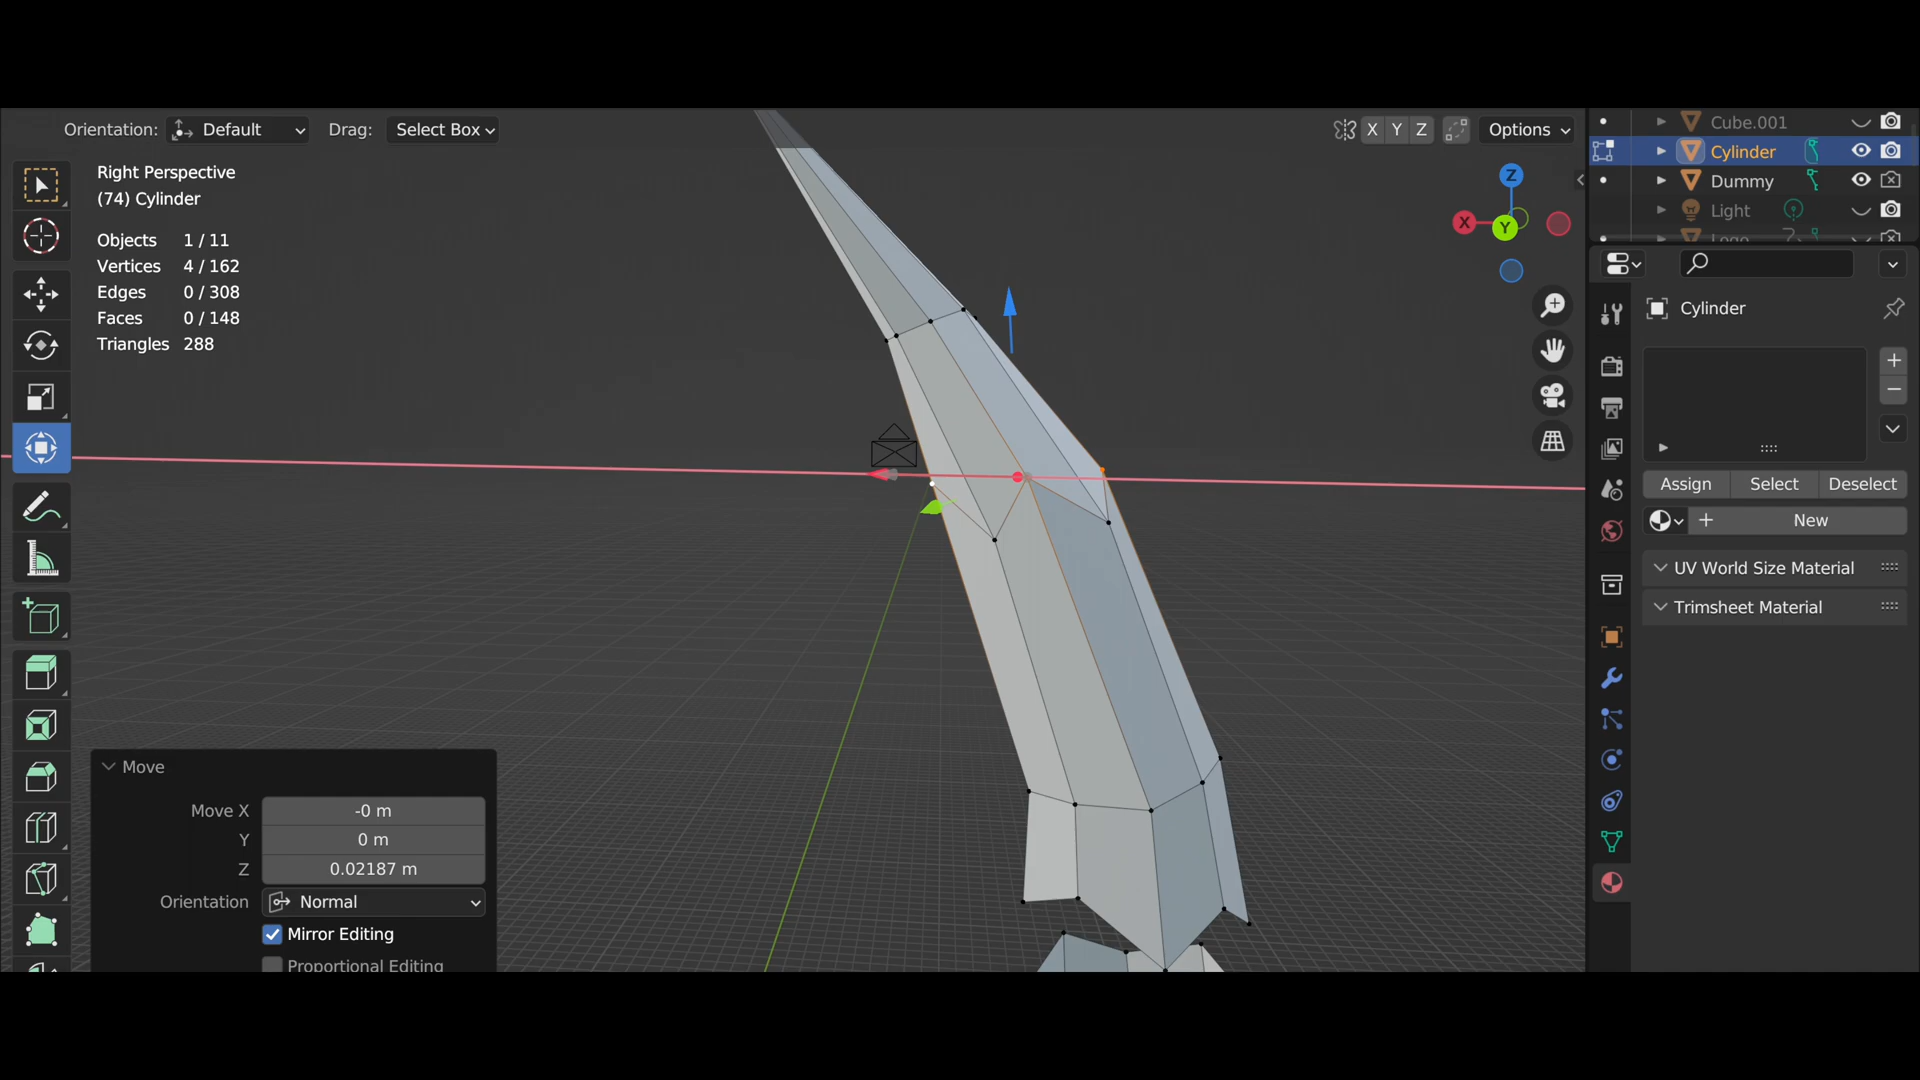 Orientation: Default Drag: Select Box
X Y Z Options
Right Perspective
(74) Cylinder
Objects 1 / 11
Vertices 4 / 162
Edges 0 / 308
Faces 0 / 148
Triangles 288
Z
X
Y
Cube.001
Cylinder
Dummy
Light
Logo
Cylinder
Assign Select Deselect
New
UV World Size Material
Trimsheet Material
Move
Move X -0 m
Y 0 m
Z 0.02187 m
Orientation Normal
Mirror Editing
Proportional Editing